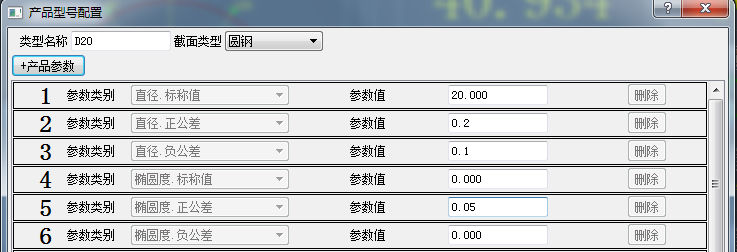 40.934
产品型号配置
类型名称 D20 截面类型 圆钢
+产品参数
1 参数类别 直径.标称值 参数值 20.000 删除
2 参数类别 直径.正公差 参数值 0.2 删除
3 参数类别 直径.负公差 参数值 0.1 删除
4 参数类别 椭圆度.标称值 参数值 0.000 删除
5 参数类别 椭圆度.正公差 参数值 0.05 删除
6 参数类别 椭圆度.负公差 参数值 0.000 删除